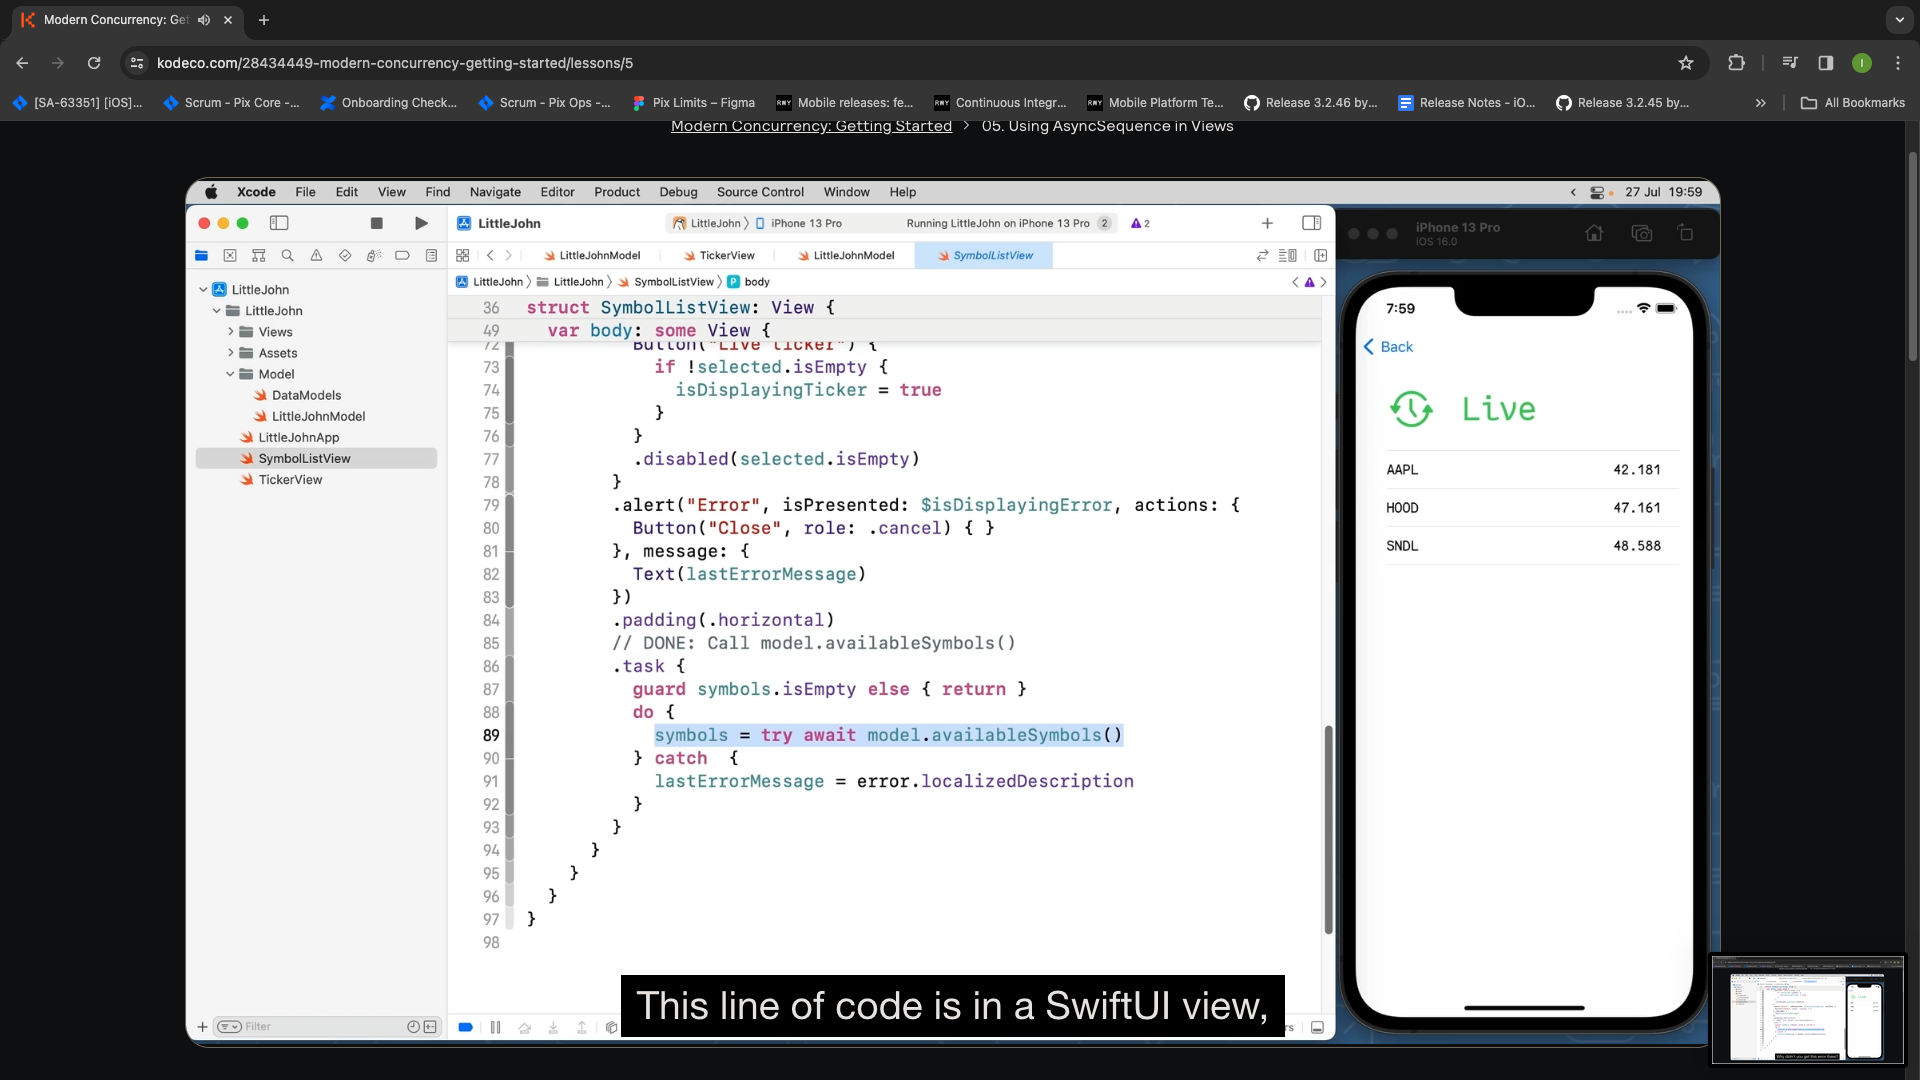 Modern Concurrency: Get
kodeco.com/28434449-modern-concurrency-getting-started/lessons/5
[SA-63351] [iOS]...
Scrum - Pix Core -...
Onboarding Check...
Scrum - Pix Ops -...
Pix Limits – Figma
RWY Mobile releases: fe...
RWY Continuous Integr...
RWY Mobile Platform Te...
Release 3.2.46 by...
Release Notes - iO...
Release 3.2.45 by...
All Bookmarks
Modern Concurrency: Getting Started > 05. Using AsyncSequence in Views
Xcode File Edit View Find Navigate Editor Product Debug Source Control Window Help
27 Jul 19:59
LittleJohn
LittleJohn iPhone 13 Pro
Running LittleJohn on iPhone 13 Pro 2
2
LittleJohnModel
TickerView
LittleJohnModel
SymbolListView
LittleJohn LittleJohn SymbolListView P body
LittleJohn
LittleJohn
Views
Assets
Model
DataModels
LittleJohnModel
LittleJohnApp
SymbolListView
TickerView
Filter
36 struct SymbolListView: View {
49 var body: some View {
72 Button("Live ticker") {
73 if !selected.isEmpty {
74 isDisplayingTicker = true
75 }
76 }
77 .disabled(selected.isEmpty)
78 }
79 .alert("Error", isPresented: $isDisplayingError, actions: {
80 Button("Close", role: .cancel) { }
81 }, message: {
82 Text(lastErrorMessage)
83 })
84 .padding(.horizontal)
85 // DONE: Call model.availableSymbols()
86 .task {
87 guard symbols.isEmpty else { return }
88 do {
89 symbols = try await model.availableSymbols()
90 } catch  {
91 lastErrorMessage = error.localizedDescription
92 }
93 }
94 }
95 }
96 }
97 }
98
This line of code is in a SwiftUI view,
iPhone 13 Pro
iOS 16.0
7:59
Back
Live
AAPL 42.181
HOOD 47.161
SNDL 48.588